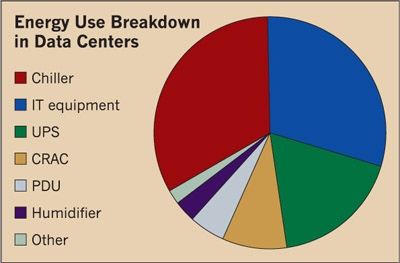 Energy Use Breakdown
in Data Centers
Chiller
IT equipment
UPS
CRAC
PDU
Humidifier
Other